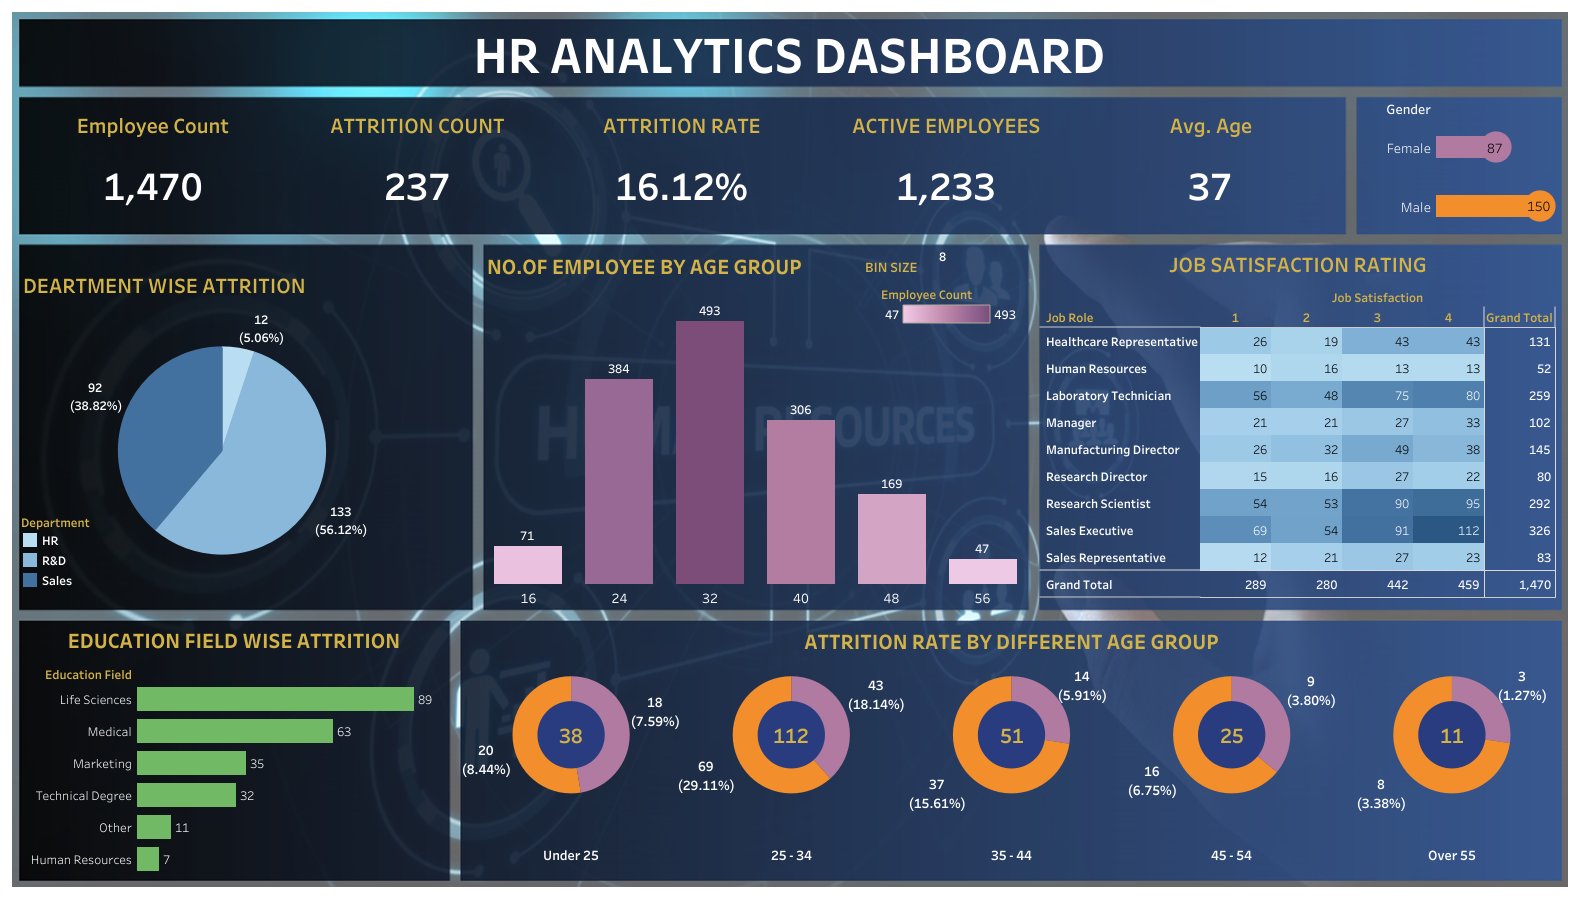 HR ANALYTICS DASHBOARD
Employee Count
ATTRITION COUNT
ATTRITION RATE
ACTIVE EMPLOYEES
Avg. Age
1,470
237
16.12%
1,233
37
Gender
Female 87
Male 150
DEARTMENT WISE ATTRITION
12
(5.06%)
92
(38.82%)
133
(56.12%)
Department
HR
R&D
Sales
NO.OF EMPLOYEE BY AGE GROUP
BIN SIZE 8
Employee Count
47 493
71
384
493
306
169
47
16 24 32 40 48 56
HUMAN RESOURCES
JOB SATISFACTION RATING
Job Satisfaction
Job Role 1 2 3 4 Grand Total
Healthcare Representative 26 19 43 43 131
Human Resources 10 16 13 13 52
Laboratory Technician 56 48 75 80 259
Manager 21 21 27 33 102
Manufacturing Director 26 32 49 38 145
Research Director 15 16 27 22 80
Research Scientist 54 53 90 95 292
Sales Executive 69 54 91 112 326
Sales Representative 12 21 27 23 83
Grand Total 289 280 442 459 1,470
EDUCATION FIELD WISE ATTRITION
Education Field
Life Sciences 89
Medical 63
Marketing 35
Technical Degree 32
Other 11
Human Resources 7
ATTRITION RATE BY DIFFERENT AGE GROUP
18
(7.59%)
38
20
(8.44%)
Under 25
43
(18.14%)
112
69
(29.11%)
25 - 34
14
(5.91%)
51
37
(15.61%)
35 - 44
9
(3.80%)
25
16
(6.75%)
45 - 54
3
(1.27%)
11
8
(3.38%)
Over 55